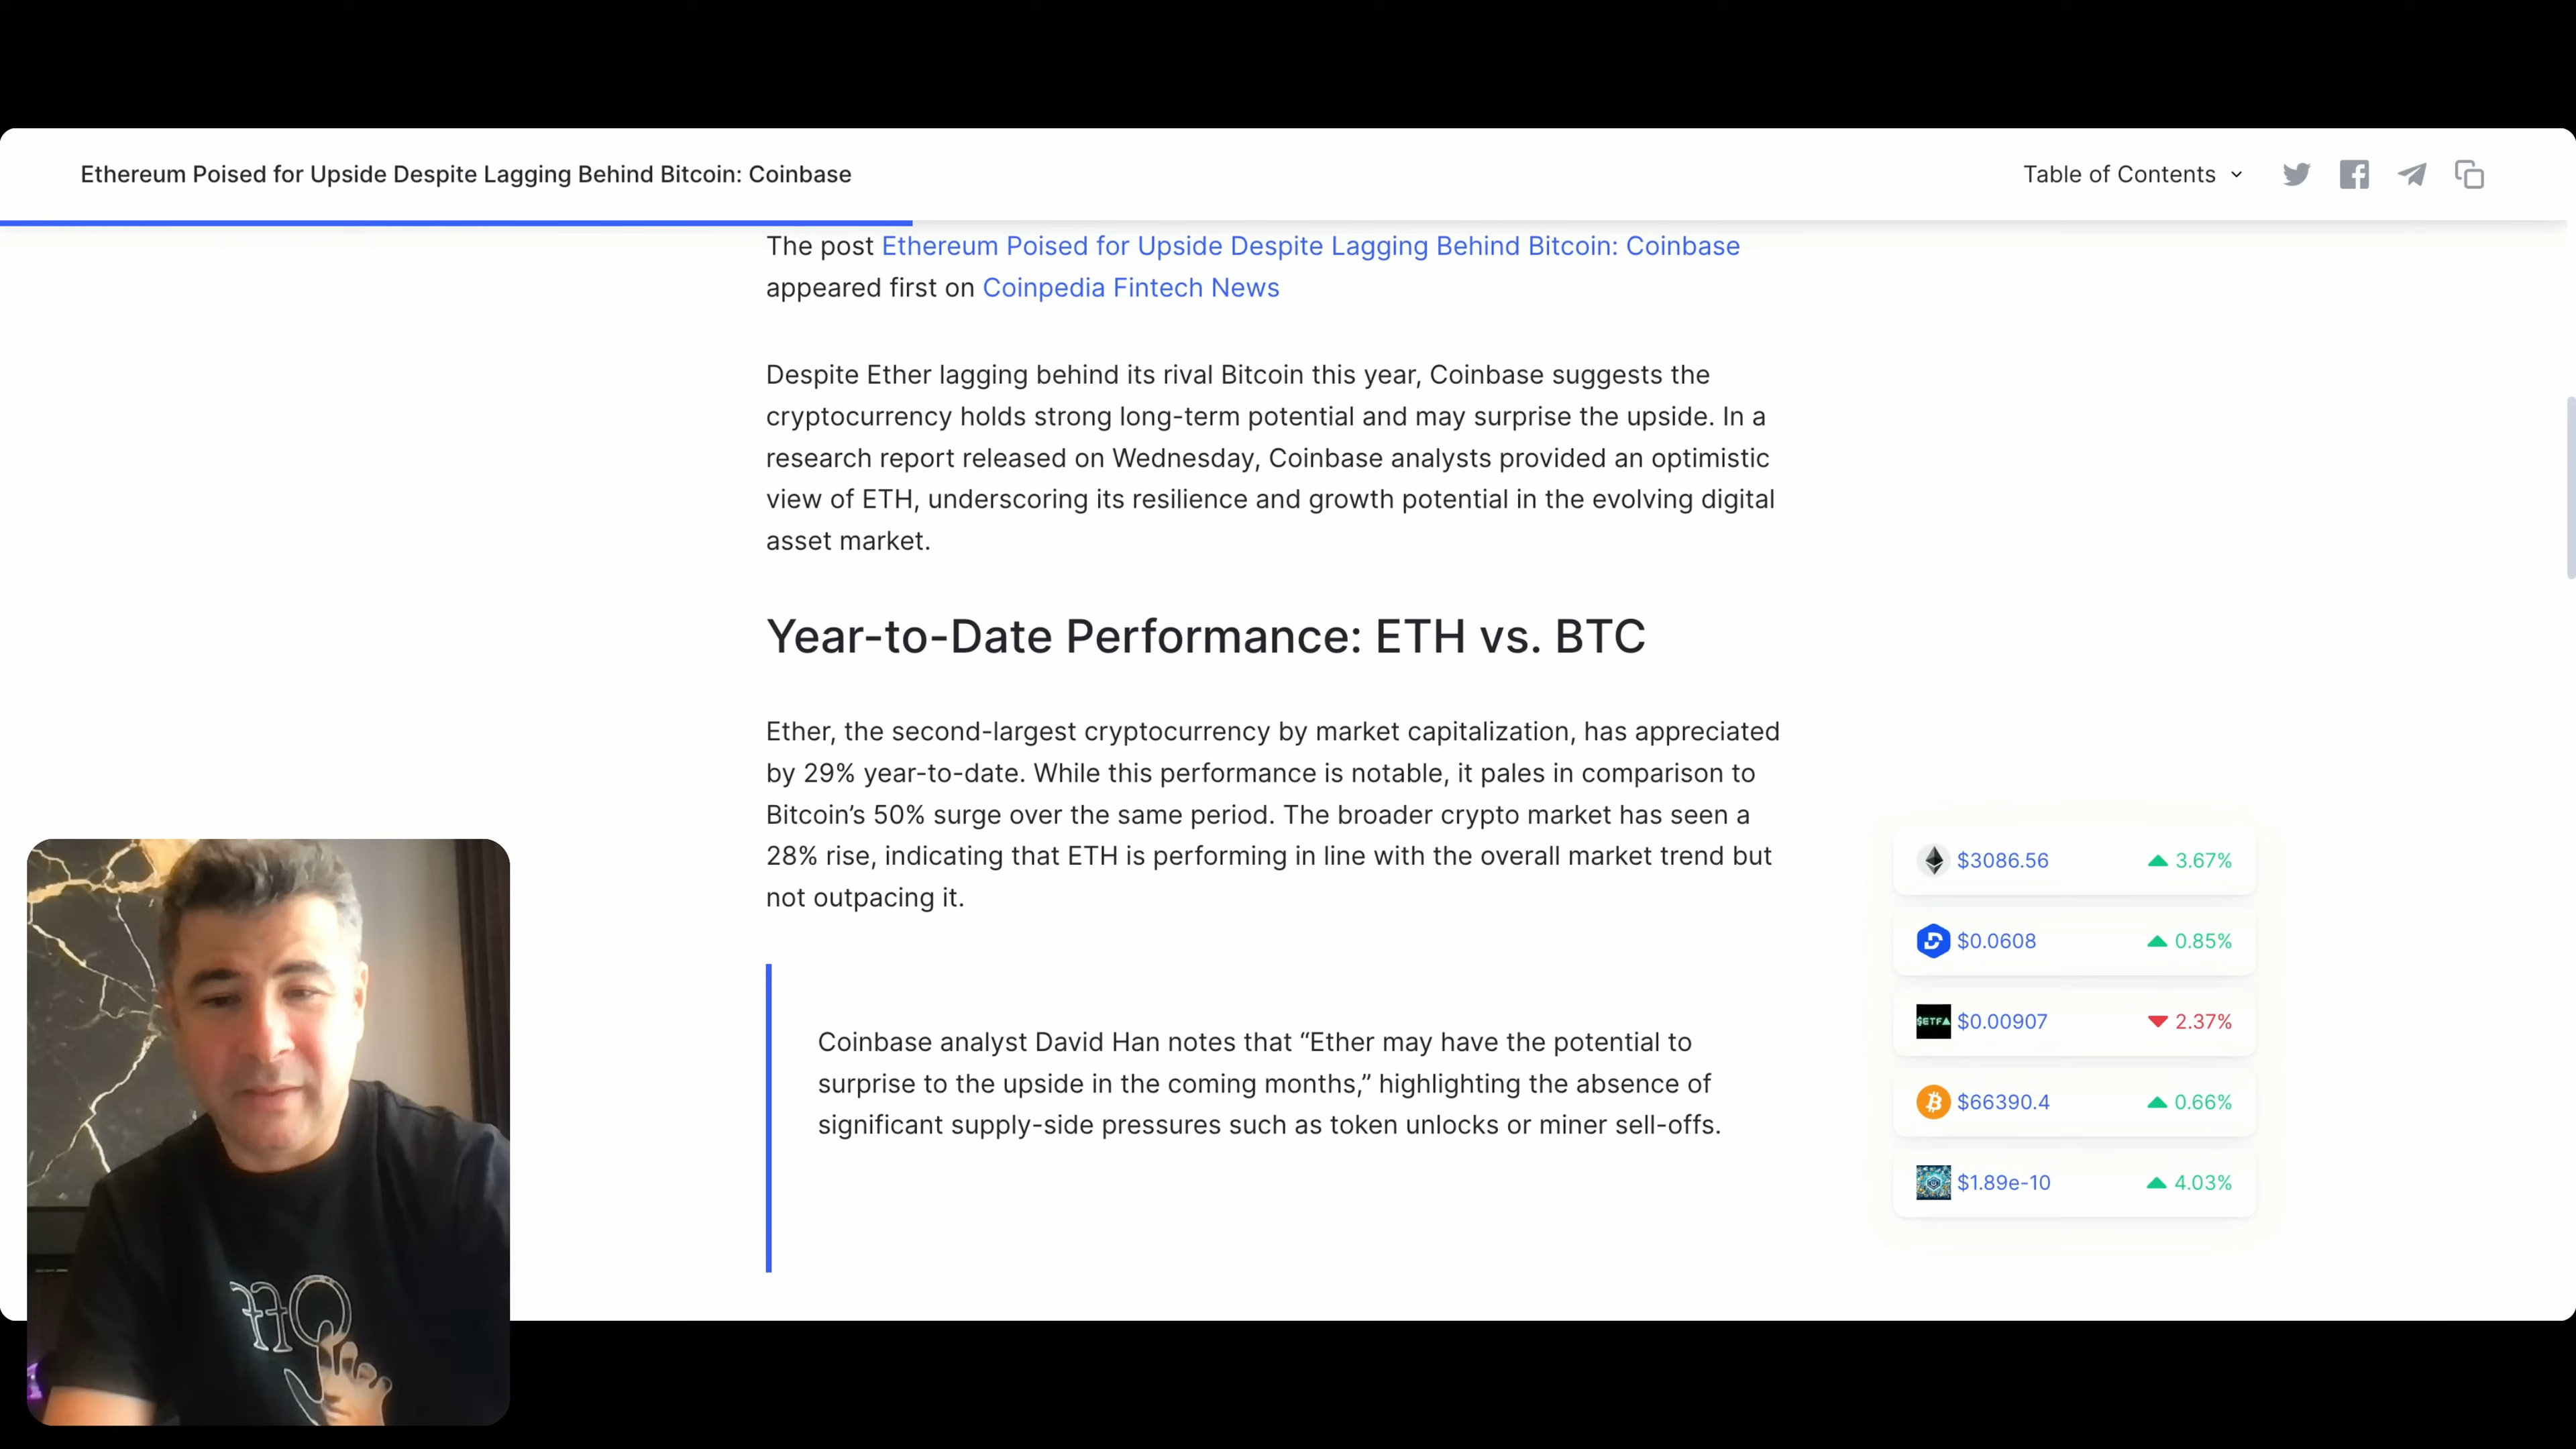 Ethereum Poised for Upside Despite Lagging Behind Bitcoin: Coinbase
Table of Contents
The post Ethereum Poised for Upside Despite Lagging Behind Bitcoin: Coinbase
appeared first on Coinpedia Fintech News
Despite Ether lagging behind its rival Bitcoin this year, Coinbase suggests the
cryptocurrency holds strong long-term potential and may surprise the upside. In a
research report released on Wednesday, Coinbase analysts provided an optimistic
view of ETH, underscoring its resilience and growth potential in the evolving digital
asset market.
Year-to-Date Performance: ETH vs. BTC
Ether, the second-largest cryptocurrency by market capitalization, has appreciated
by 29% year-to-date. While this performance is notable, it pales in comparison to
Bitcoin’s 50% surge over the same period. The broader crypto market has seen a
28% rise, indicating that ETH is performing in line with the overall market trend but
not outpacing it.
Coinbase analyst David Han notes that “Ether may have the potential to
surprise to the upside in the coming months,” highlighting the absence of
significant supply-side pressures such as token unlocks or miner sell-offs.
$3086.56 3.67%
$0.0608 0.85%
$ETFA $0.00907 2.37%
$66390.4 0.66%
$1.89e-10 4.03%